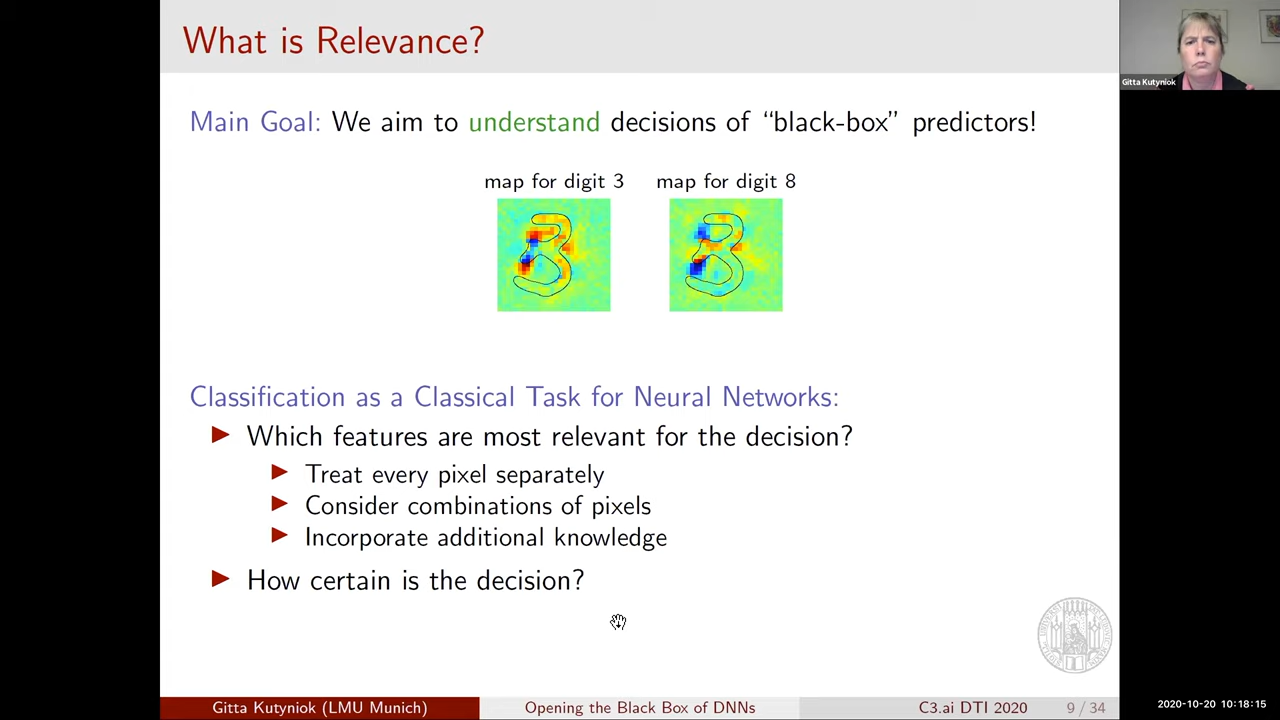 What is Relevance?
Gitta Kutyniok
Main Goal: We aim to understand decisions of “black-box” predictors!
map for digit 3 map for digit 8
Classification as a Classical Task for Neural Networks:
Which features are most relevant for the decision?
Treat every pixel separately
Consider combinations of pixels
Incorporate additional knowledge
How certain is the decision?
Gitta Kutyniok (LMU Munich) Opening the Black Box of DNNs C3.ai DTI 2020 9 / 34
2020-10-20 10:18:15